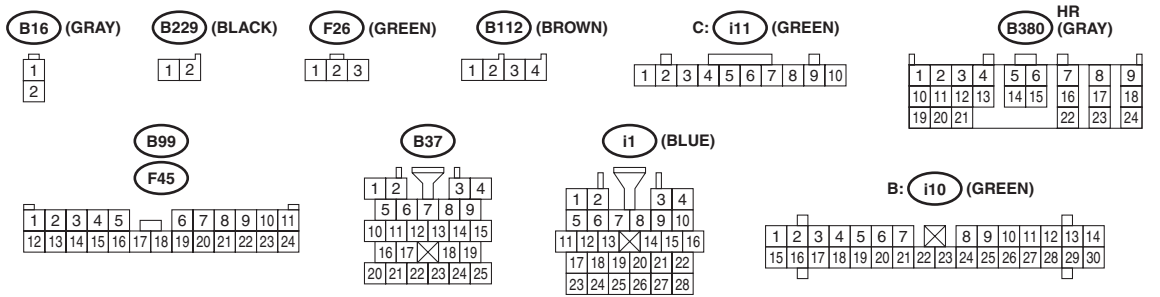 B16 (GRAY)
B229 (BLACK)
F26 (GREEN)
B112 (BROWN)
C: i11 (GREEN)
B380 HR (GRAY)
1
2
1 2
1 2 3
1 2 3 4
1 2 3 4 5 6 7 8 9 10
1 2 3 4 5 6 7 8 9
10 11 12 13 14 15 16 17 18
19 20 21 22 23 24
B99
F45
1 2 3 4 5 6 7 8 9 10 11
12 13 14 15 16 17 18 19 20 21 22 23 24
B37
1 2 3 4
5 6 7 8 9
10 11 12 13 14 15
16 17 18 19
20 21 22 23 24 25
i1 (BLUE)
1 2 3 4
5 6 7 8 9 10
11 12 13 14 15 16
17 18 19 20 21 22
23 24 25 26 27 28
B: i10 (GREEN)
1 2 3 4 5 6 7 8 9 10 11 12 13 14
15 16 17 18 19 20 21 22 23 24 25 26 27 28 29 30